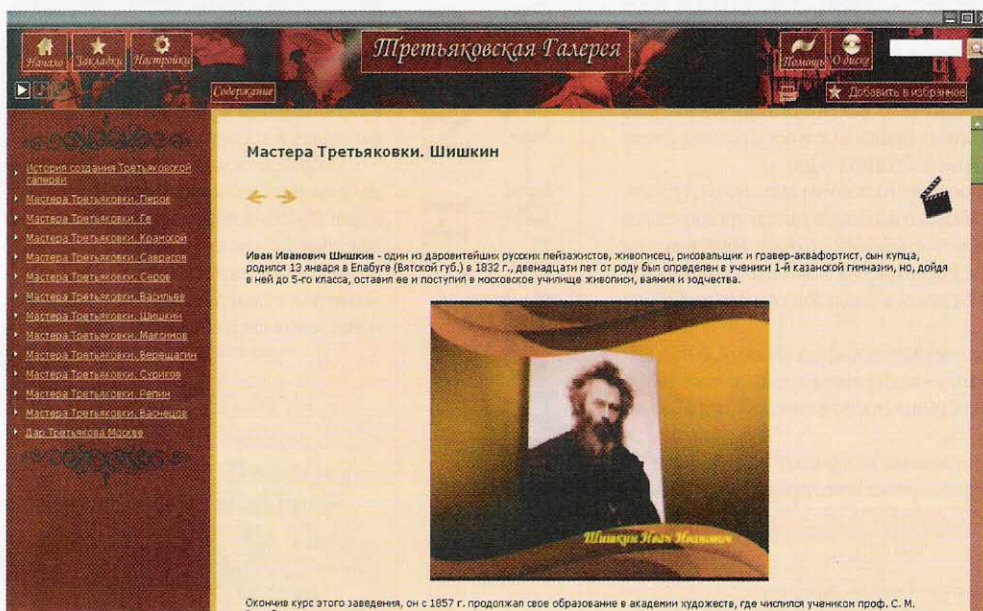 Третьяковская Галерея
Начало
Закладки
Настройки
Помощь
О диске
Содержание
Добавить в избранное
История создания Третьяковской
галереи
Мастера Третьяковки. Перов
Мастера Третьяковки. Ге
Мастера Третьяковки. Крамской
Мастера Третьяковки. Саврасов
Мастера Третьяковки. Серов
Мастера Третьяковки. Васильев
Мастера Третьяковки. Шишкин
Мастера Третьяковки. Максимов
Мастера Третьяковки. Верещагин
Мастера Третьяковки. Суриков
Мастера Третьяковки. Репин
Мастера Третьяковки. Васнецов
Дар Третьякова Москве
Мастера Третьяковки. Шишкин
Иван Иванович Шишкин - один из даровитейших русских пейзажистов, живописец, рисовальщик и гравер-аквафортист, сын купца,
родился 13 января в Елабуге (Вятской губ.) в 1832 г., двенадцати лет от роду был определен в ученики 1-й казанской гимназии, но, дойдя
в ней до 5-го класса, оставил ее и поступил в московское училище живописи, ваяния и зодчества.
Шишкин Иван Иванович
Окончив курс этого заведения, он с 1857 г. продолжал свое образование в академии художеств, где числился учеником проф. С. М.